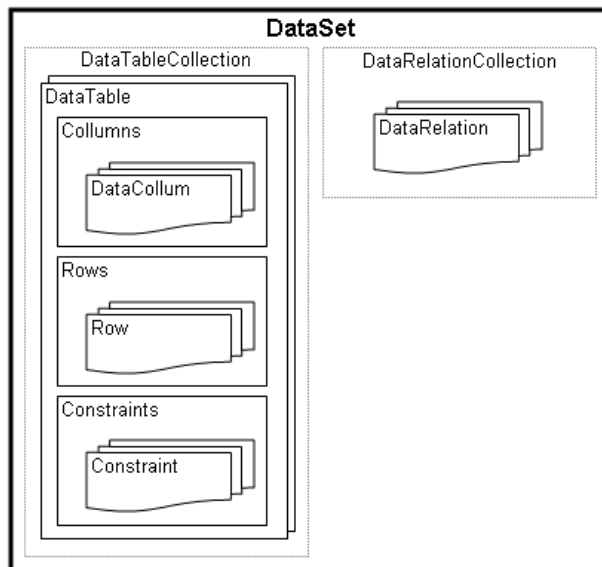 DataSet
DataTableCollection
DataTable
Collumns
DataCollum
Rows
Row
Constraints
Constraint
DataRelationCollection
DataRelation